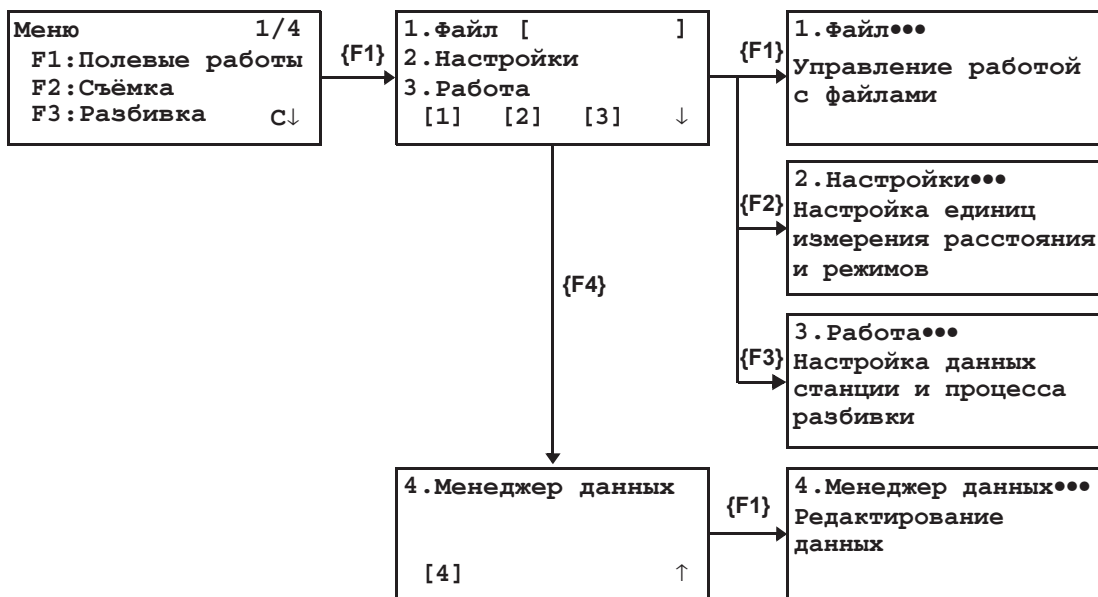 Меню 1/4
F1:Полевые работы
F2:Съёмка
F3:Разбивка C↓
{F1}
1.Файл [ ]
2.Настройки
3.Работа
[1] [2] [3] ↓
{F1}
1.Файл●●●
Управление работой
с файлами
{F2}
2.Настройки●●●
Настройка единиц
измерения расстояния
и режимов
{F4}
{F3}
3.Работа●●●
Настройка данных
станции и процесса
разбивки
4.Менеджер данных
[4] ↑
{F1}
4.Менеджер данных●●●
Редактирование
данных